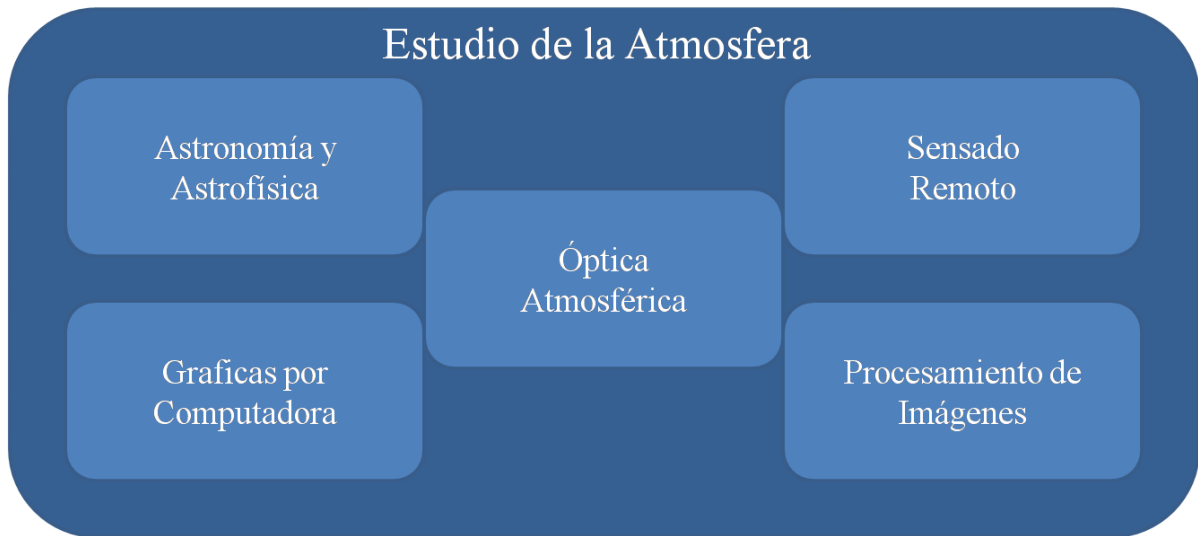 Estudio de la Atmosfera
Astronomía y
Astrofísica
Sensado
Remoto
Óptica
Atmosférica
Graficas por
Computadora
Procesamiento de
Imágenes